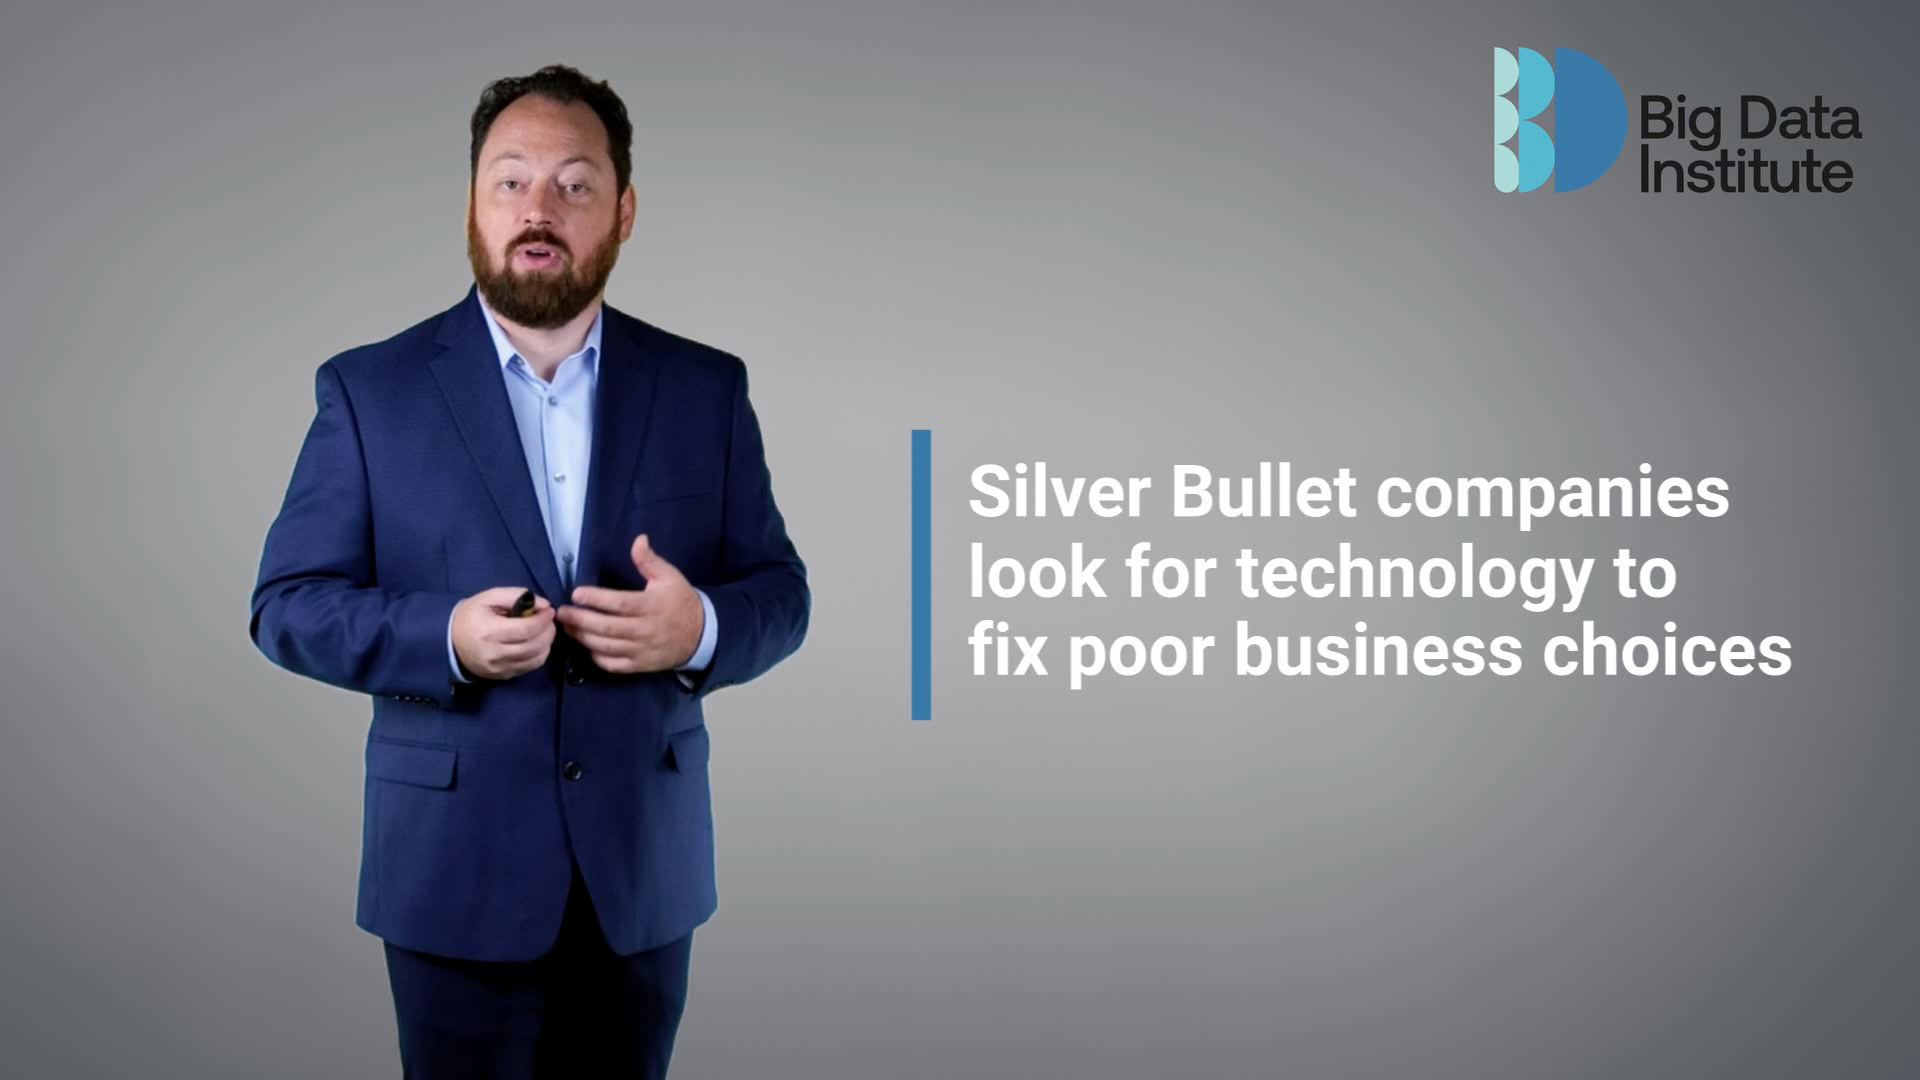 Big Data
Institute
Silver Bullet companies
look for technology to
fix poor business choices